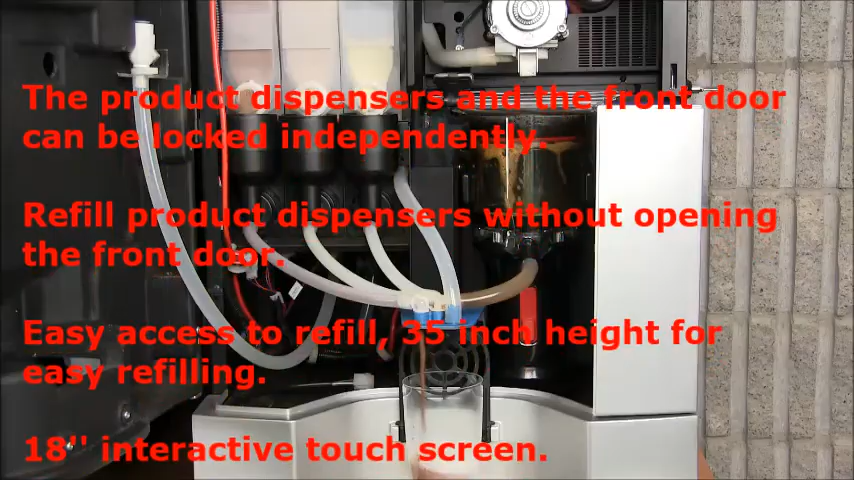 The product dispensers and the front door
can be locked independently.
Refill product dispensers without opening
the front door.
Easy access to refill, 35 inch height for
easy refilling.
18'' interactive touch screen.